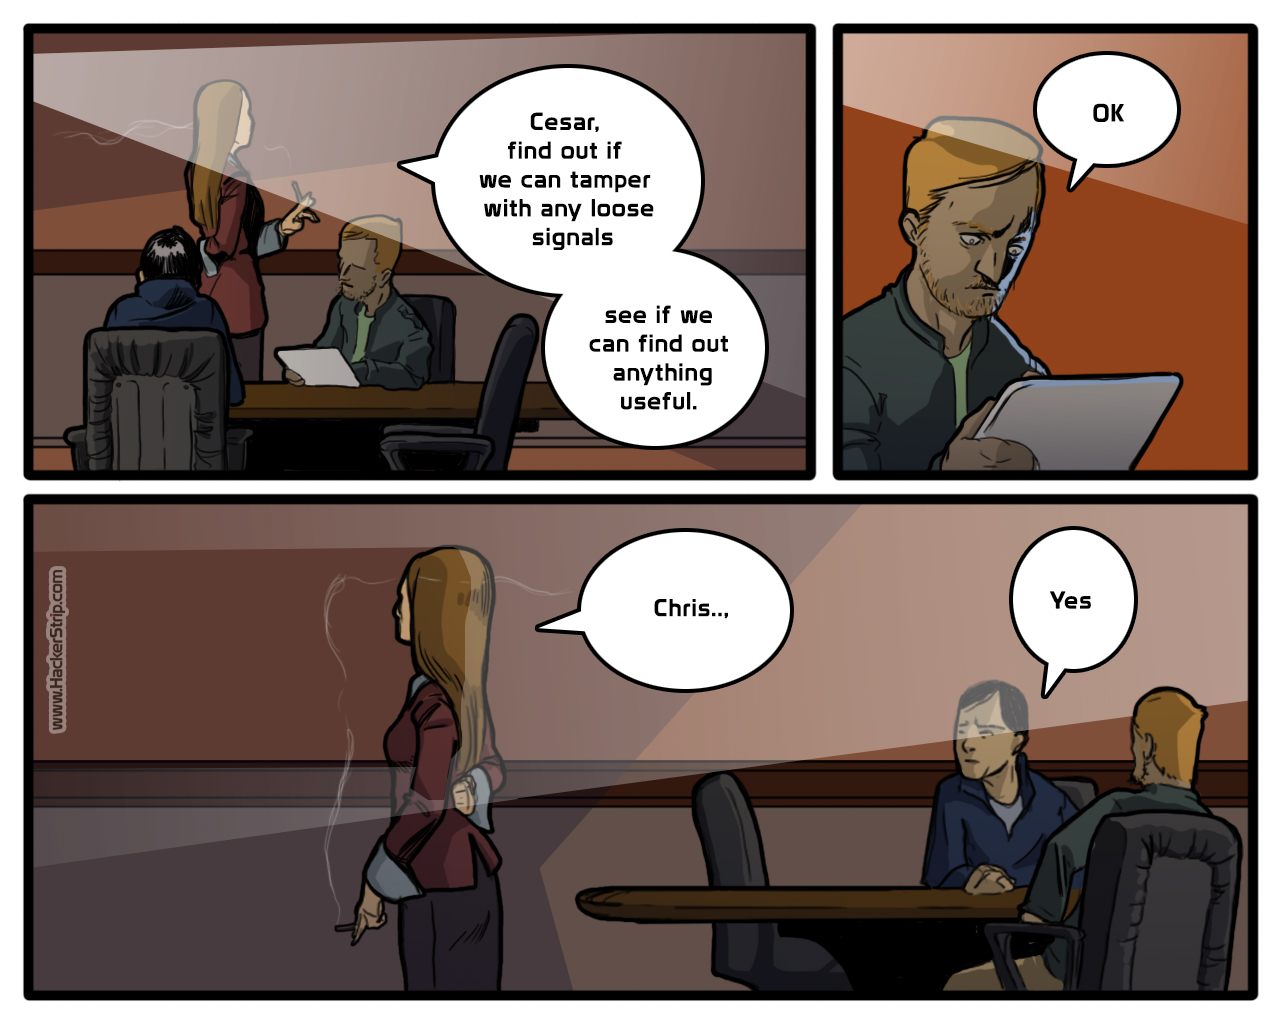 Cesar,
find out if
we can tamper
with any loose
signals
see if we
can find out
anything
useful.
OK
Chris..,
Yes
www.HackerStrip.com